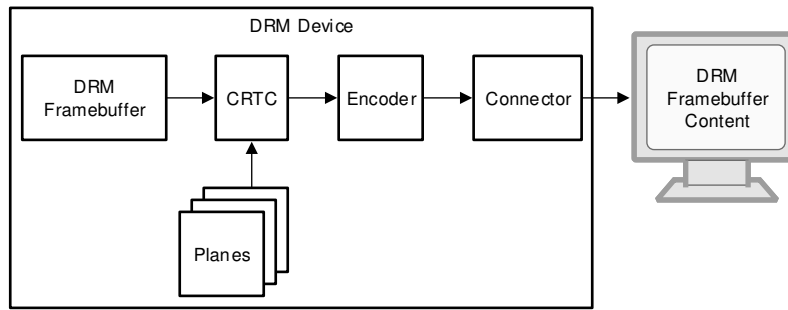 DRM Device
DRM
Framebuffer
CRTC
Encoder
Connector
DRM
Framebuffer
Content
Planes